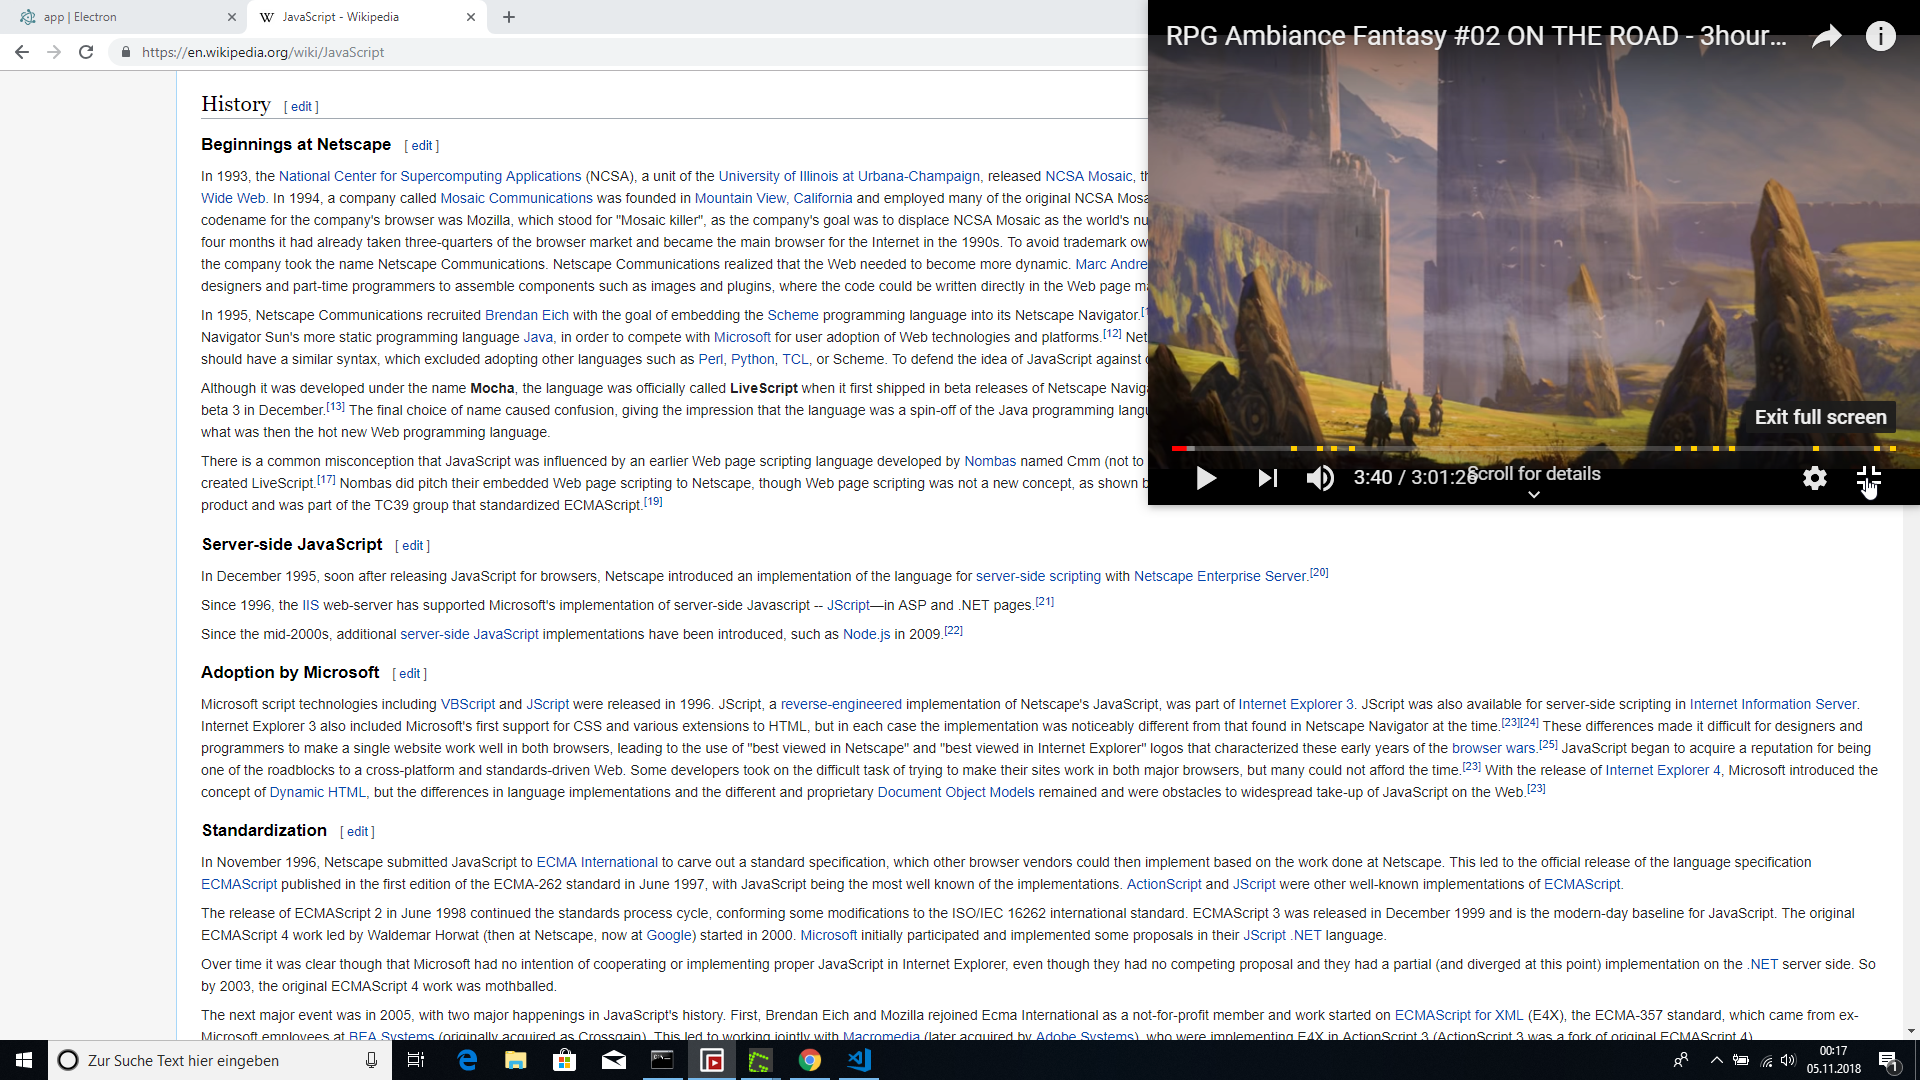 app | Electron
W JavaScript - Wikipedia
https://en.wikipedia.org/wiki/JavaScript
RPG Ambiance Fantasy #02 ON THE ROAD - 3hour...
History [ edit ]
Beginnings at Netscape [ edit ]
In 1993, the National Center for Supercomputing Applications (NCSA), a unit of the University of Illinois at Urbana-Champaign, released NCSA Mosaic,
Wide Web. In 1994, a company called Mosaic Communications was founded in Mountain View, California and employed many of the original NCSA
codename for the company's browser was Mozilla, which stood for "Mosaic killer", as the company's goal was to displace NCSA Mosaic as the world's
four months it had already taken three-quarters of the browser market and became the main browser for the Internet in the 1990s. To avoid trademark
the company took the name Netscape Communications. Netscape Communications realized that the Web needed to become more dynamic. Marc
designers and part-time programmers to assemble components such as images and plugins, where the code could be written directly in the Web page
In 1995, Netscape Communications recruited Brendan Eich with the goal of embedding the Scheme programming language into its Netscape Navigator.
Navigator Sun's more static programming language Java, in order to compete with Microsoft for user adoption of Web technologies and platforms.[12]
should have a similar syntax, which excluded adopting other languages such as Perl, Python, TCL, or Scheme. To defend the idea of JavaScript against
Although it was developed under the name Mocha, the language was officially called LiveScript when it first shipped in beta releases of Netscape
beta 3 in December.[13] The final choice of name caused confusion, giving the impression that the language was a spin-off of the Java programming
what was then the hot new Web programming language.
There is a common misconception that JavaScript was influenced by an earlier Web page scripting language developed by Nombas named Cmm (not to
created LiveScript.[17] Nombas did pitch their embedded Web page scripting to Netscape, though Web page scripting was not a new concept, as shown
product and was part of the TC39 group that standardized ECMAScript.[19]
Exit full screen
3:40 / 3:01:26
Scroll for details
Server-side JavaScript [ edit ]
In December 1995, soon after releasing JavaScript for browsers, Netscape introduced an implementation of the language for server-side scripting with Netscape Enterprise Server.[20]
Since 1996, the IIS web-server has supported Microsoft's implementation of server-side Javascript -- JScript—in ASP and .NET pages.[21]
Since the mid-2000s, additional server-side JavaScript implementations have been introduced, such as Node.js in 2009.[22]
Adoption by Microsoft [ edit ]
Microsoft script technologies including VBScript and JScript were released in 1996. JScript, a reverse-engineered implementation of Netscape's JavaScript, was part of Internet Explorer 3. JScript was also available for server-side scripting in Internet Information Server.
Internet Explorer 3 also included Microsoft's first support for CSS and various extensions to HTML, but in each case the implementation was noticeably different from that found in Netscape Navigator at the time.[23][24] These differences made it difficult for designers and
programmers to make a single website work well in both browsers, leading to the use of "best viewed in Netscape" and "best viewed in Internet Explorer" logos that characterized these early years of the browser wars.[25] JavaScript began to acquire a reputation for being
one of the roadblocks to a cross-platform and standards-driven Web. Some developers took on the difficult task of trying to make their sites work in both major browsers, but many could not afford the time.[23] With the release of Internet Explorer 4, Microsoft introduced the
concept of Dynamic HTML, but the differences in language implementations and the different and proprietary Document Object Models remained and were obstacles to widespread take-up of JavaScript on the Web.[23]
Standardization [ edit ]
In November 1996, Netscape submitted JavaScript to ECMA International to carve out a standard specification, which other browser vendors could then implement based on the work done at Netscape. This led to the official release of the language specification
ECMAScript published in the first edition of the ECMA-262 standard in June 1997, with JavaScript being the most well known of the implementations. ActionScript and JScript were other well-known implementations of ECMAScript.
The release of ECMAScript 2 in June 1998 continued the standards process cycle, conforming some modifications to the ISO/IEC 16262 international standard. ECMAScript 3 was released in December 1999 and is the modern-day baseline for JavaScript. The original
ECMAScript 4 work led by Waldemar Horwat (then at Netscape, now at Google) started in 2000. Microsoft initially participated and implemented some proposals in their JScript .NET language.
Over time it was clear though that Microsoft had no intention of cooperating or implementing proper JavaScript in Internet Explorer, even though they had no competing proposal and they had a partial (and diverged at this point) implementation on the .NET server side. So
by 2003, the original ECMAScript 4 work was mothballed.
The next major event was in 2005, with two major happenings in JavaScript's history. First, Brendan Eich and Mozilla rejoined Ecma International as a not-for-profit member and work started on ECMAScript for XML (E4X), the ECMA-357 standard, which came from ex-
Microsoft employees at BEA Systems (originally acquired as Crossgain). This led to working jointly with Macromedia (later acquired by Adobe Systems), who were implementing E4X in ActionScript 3 (ActionScript 3 was a fork of original ECMAScript 4).
Zur Suche Text hier eingeben
00:17
05.11.2018
1